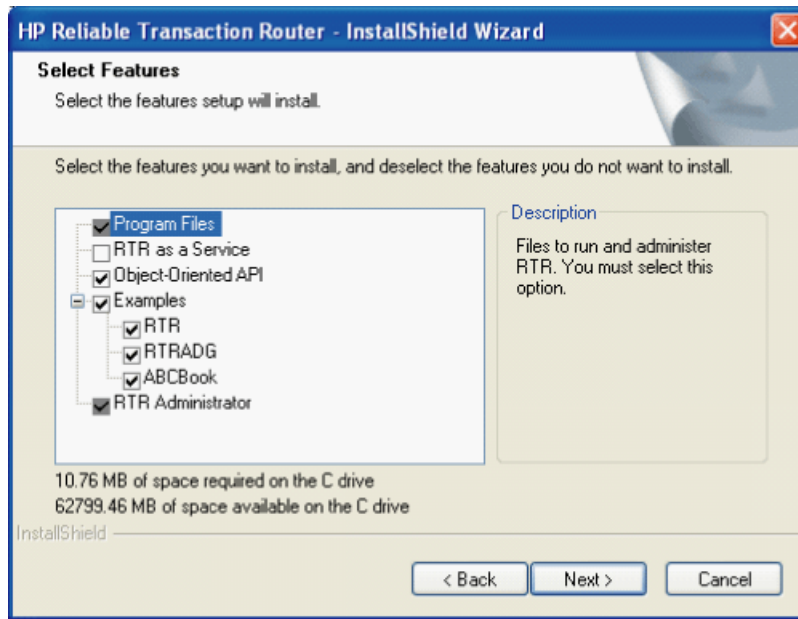 HP Reliable Transaction Router - InstallShield Wizard
Select Features
Select the features setup will install.
Select the features you want to install, and deselect the features you do not want to install.
Program Files
RTR as a Service
Object-Oriented API
Examples
RTR
RTRADG
ABCBook
RTR Administrator
Description
Files to run and administer
RTR. You must select this
option.
10.76 MB of space required on the C drive
62799.46 MB of space available on the C drive
InstallShield
< Back
Next >
Cancel